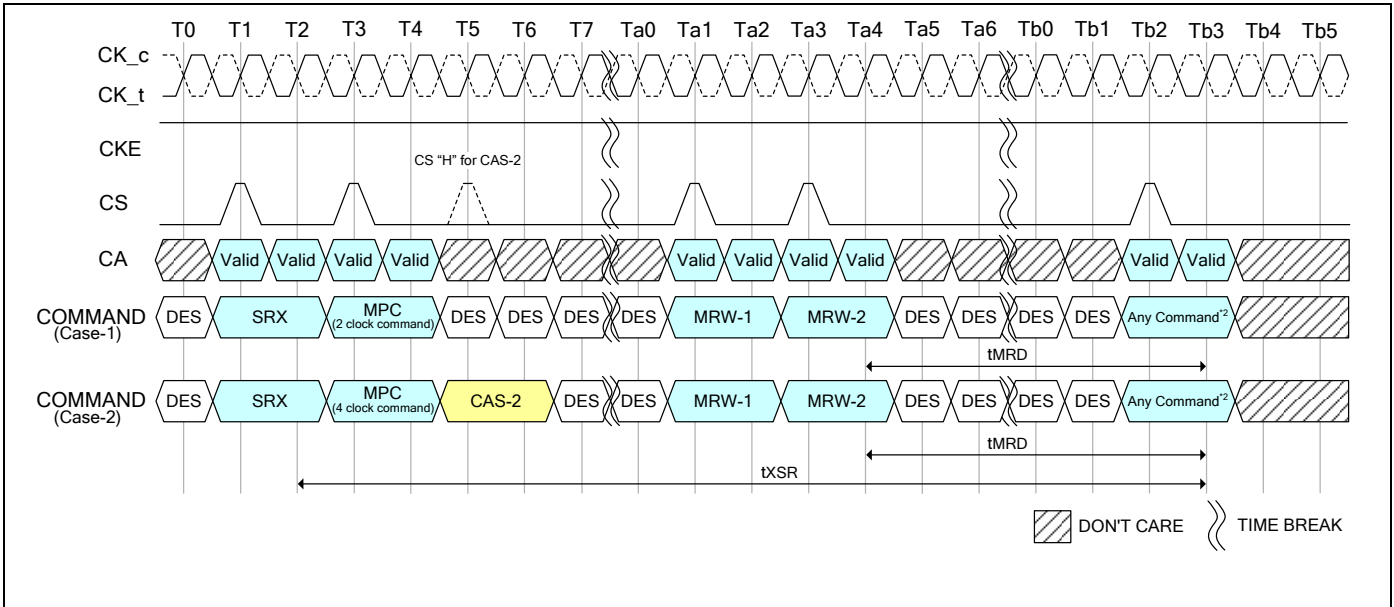 T0 T1 T2 T3 T4 T5 T6 T7 Ta0 Ta1 Ta2 Ta3 Ta4 Ta5 Ta6 Tb0 Tb1 Tb2 Tb3 Tb4 Tb5
CK_c
CK_t
CKE
CS "H" for CAS-2
CS
CA Valid Valid Valid Valid Valid Valid Valid Valid Valid Valid
COMMAND (Case-1) DES SRX MPC (2 clock command) DES DES DES DES MRW-1 MRW-2 DES DES DES DES Any Command*2
tMRD
COMMAND (Case-2) DES SRX MPC (4 clock command) CAS-2 DES DES MRW-1 MRW-2 DES DES DES DES Any Command*2
tMRD
tXSR
DON'T CARE TIME BREAK